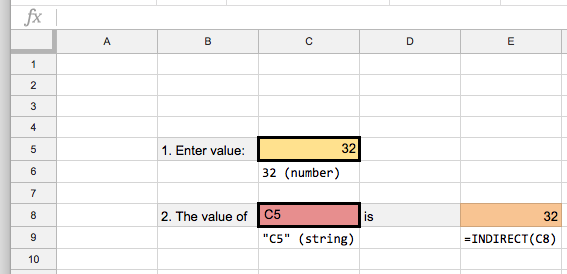 fx
A B C D E
1
2
3
4
5 1. Enter value: 32
6 32 (number)
7
8 2. The value of C5 is 32
9 "C5" (string) =INDIRECT(C8)
10